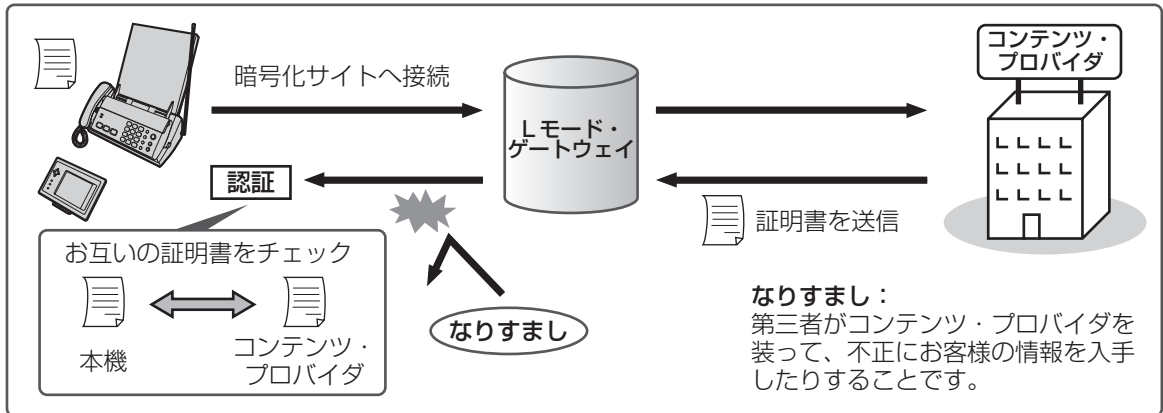 コンテンツ・
プロバイダ
暗号化サイトへ接続
Lモード・
ゲートウェイ
認証
証明書を送信
お互いの証明書をチェック
本機
コンテンツ・
プロバイダ
なりすまし
なりすまし：
第三者がコンテンツ・プロバイダを
装って、不正にお客様の情報を入手
したりすることです。